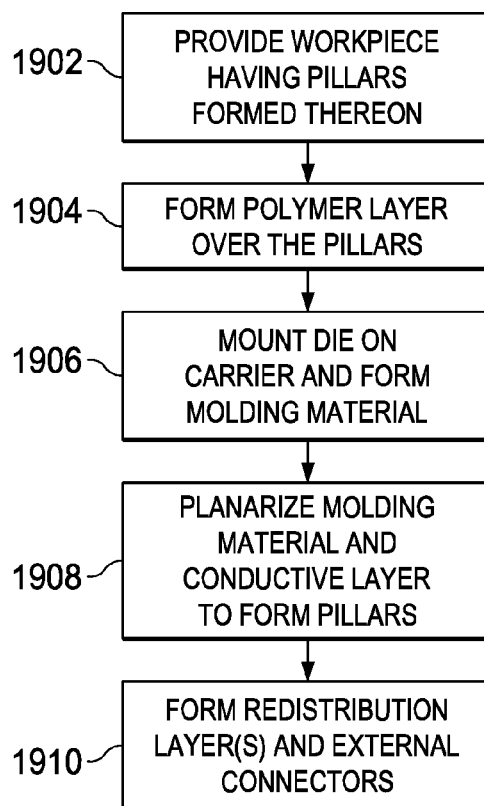 1902
PROVIDE WORKPIECE
HAVING PILLARS
FORMED THEREON
1904
FORM POLYMER LAYER
OVER THE PILLARS
1906
MOUNT DIE ON
CARRIER AND FORM
MOLDING MATERIAL
1908
PLANARIZE MOLDING
MATERIAL AND
CONDUCTIVE LAYER
TO FORM PILLARS
1910
FORM REDISTRIBUTION
LAYER(S) AND EXTERNAL
CONNECTORS